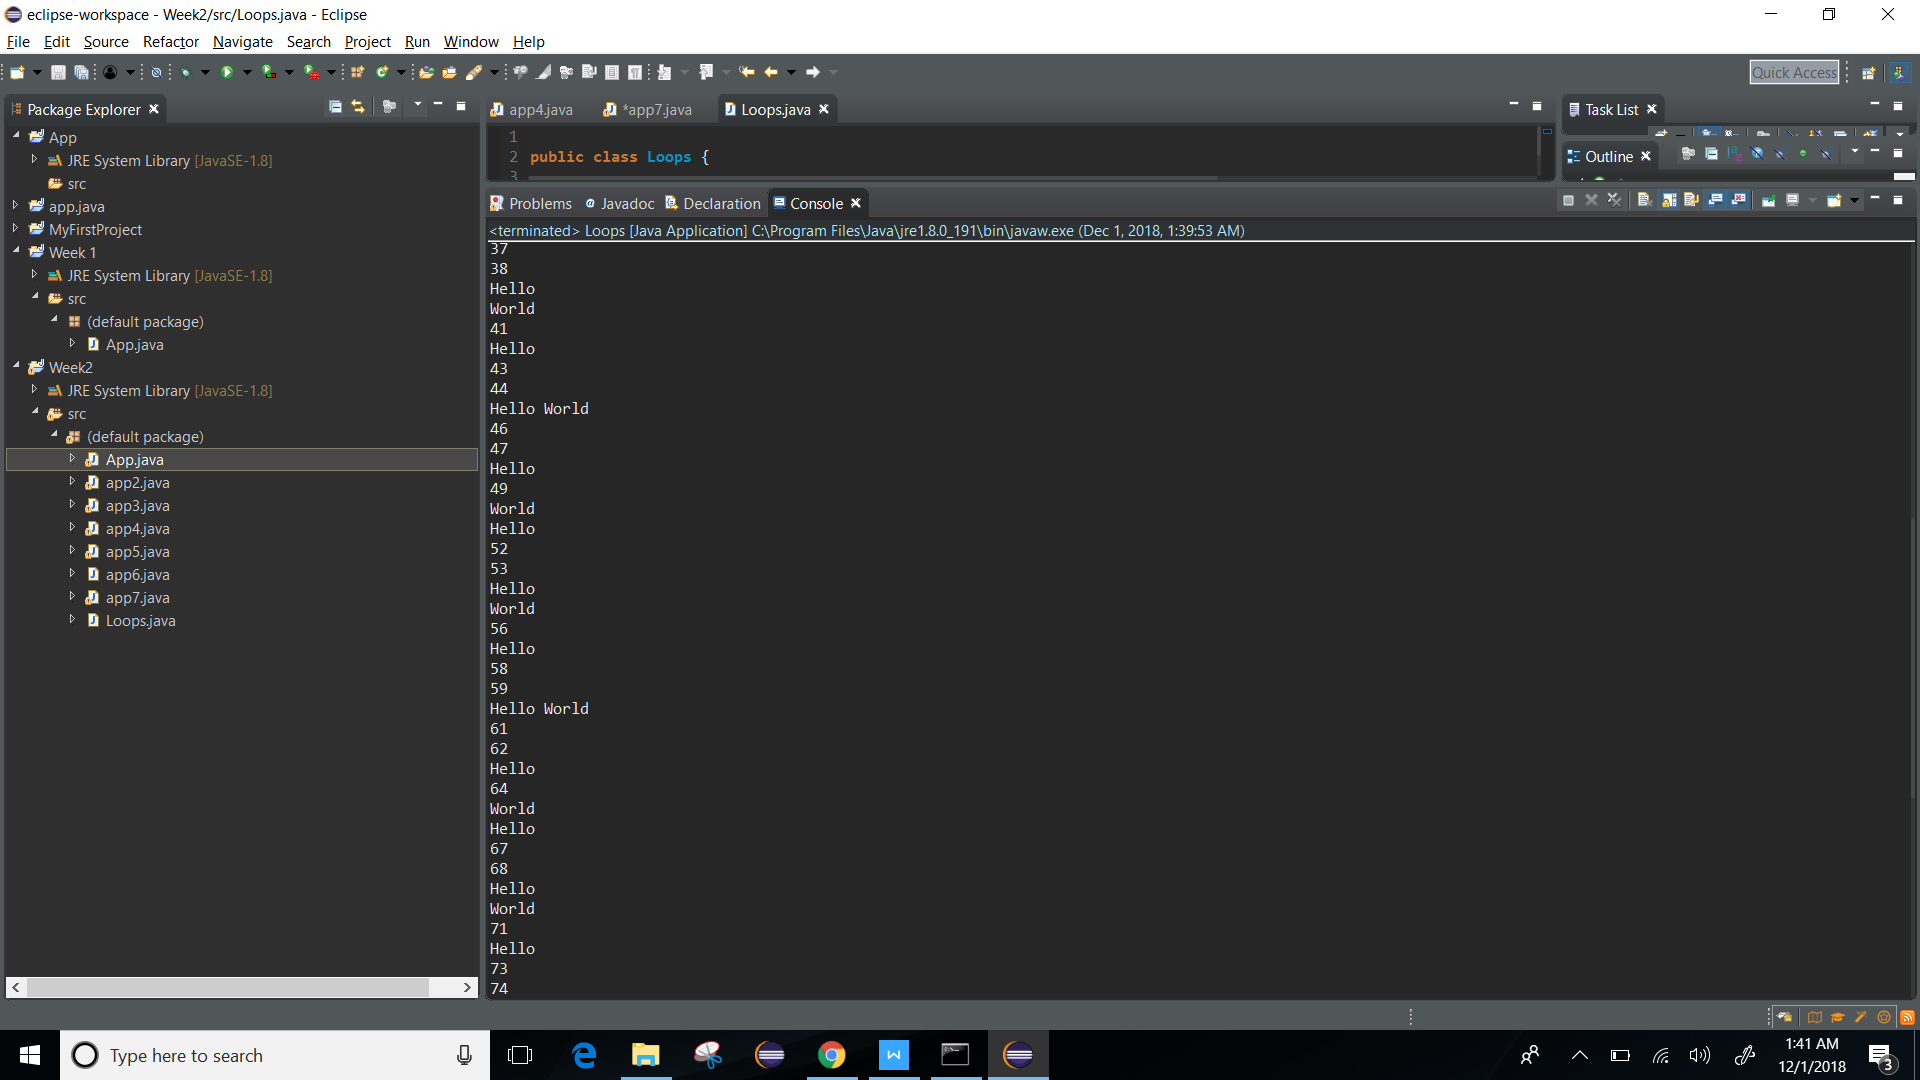 eclipse-workspace - Week2/src/Loops.java - Eclipse
File Edit Source Refactor Navigate Search Project Run Window Help
Quick Access
Package Explorer
App
JRE System Library [JavaSE-1.8]
src
app.java
MyFirstProject
Week 1
JRE System Library [JavaSE-1.8]
src
(default package)
App.java
Week2
JRE System Library [JavaSE-1.8]
src
(default package)
App.java
app2.java
app3.java
app4.java
app5.java
app6.java
app7.java
Loops.java
app4.java *app7.java Loops.java
1
2 public class Loops {
3
Task List
Outline
Problems @ Javadoc Declaration Console
<terminated> Loops [Java Application] C:\Program Files\Java\jre1.8.0_191\bin\javaw.exe (Dec 1, 2018, 1:39:53 AM)
37
38
Hello
World
41
Hello
43
44
Hello World
46
47
Hello
49
World
Hello
52
53
Hello
World
56
Hello
58
59
Hello World
61
62
Hello
64
World
Hello
67
68
Hello
World
71
Hello
73
74
Type here to search
1:41 AM
12/1/2018
3